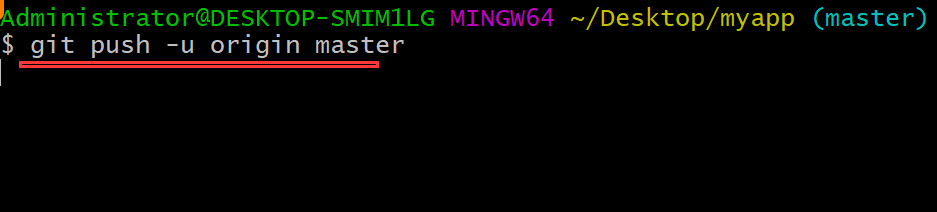 Administrator@DESKTOP-SMIM1LG MINGW64 ~/Desktop/myapp (master)
$ git push -u origin master